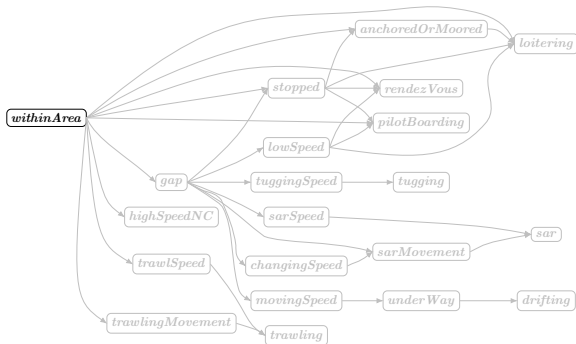 anchoredOrMoored
loitering
stopped
rendezVous
withinArea
pilotBoarding
lowSpeed
gap
tuggingSpeed
tugging
highSpeedNC
sarSpeed
sar
sarMovement
trawlSpeed
changingSpeed
movingSpeed
underWay
drifting
trawlingMovement
trawling